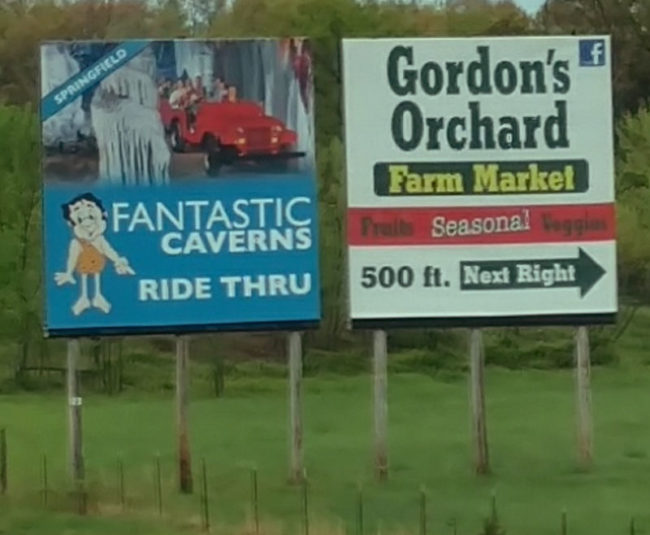 SPRINGFIELD
FANTASTIC
CAVERNS
RIDE THRU
Gordon's
Orchard
f
Farm Market
Fruits Seasonal Veggies
500 ft. Next Right